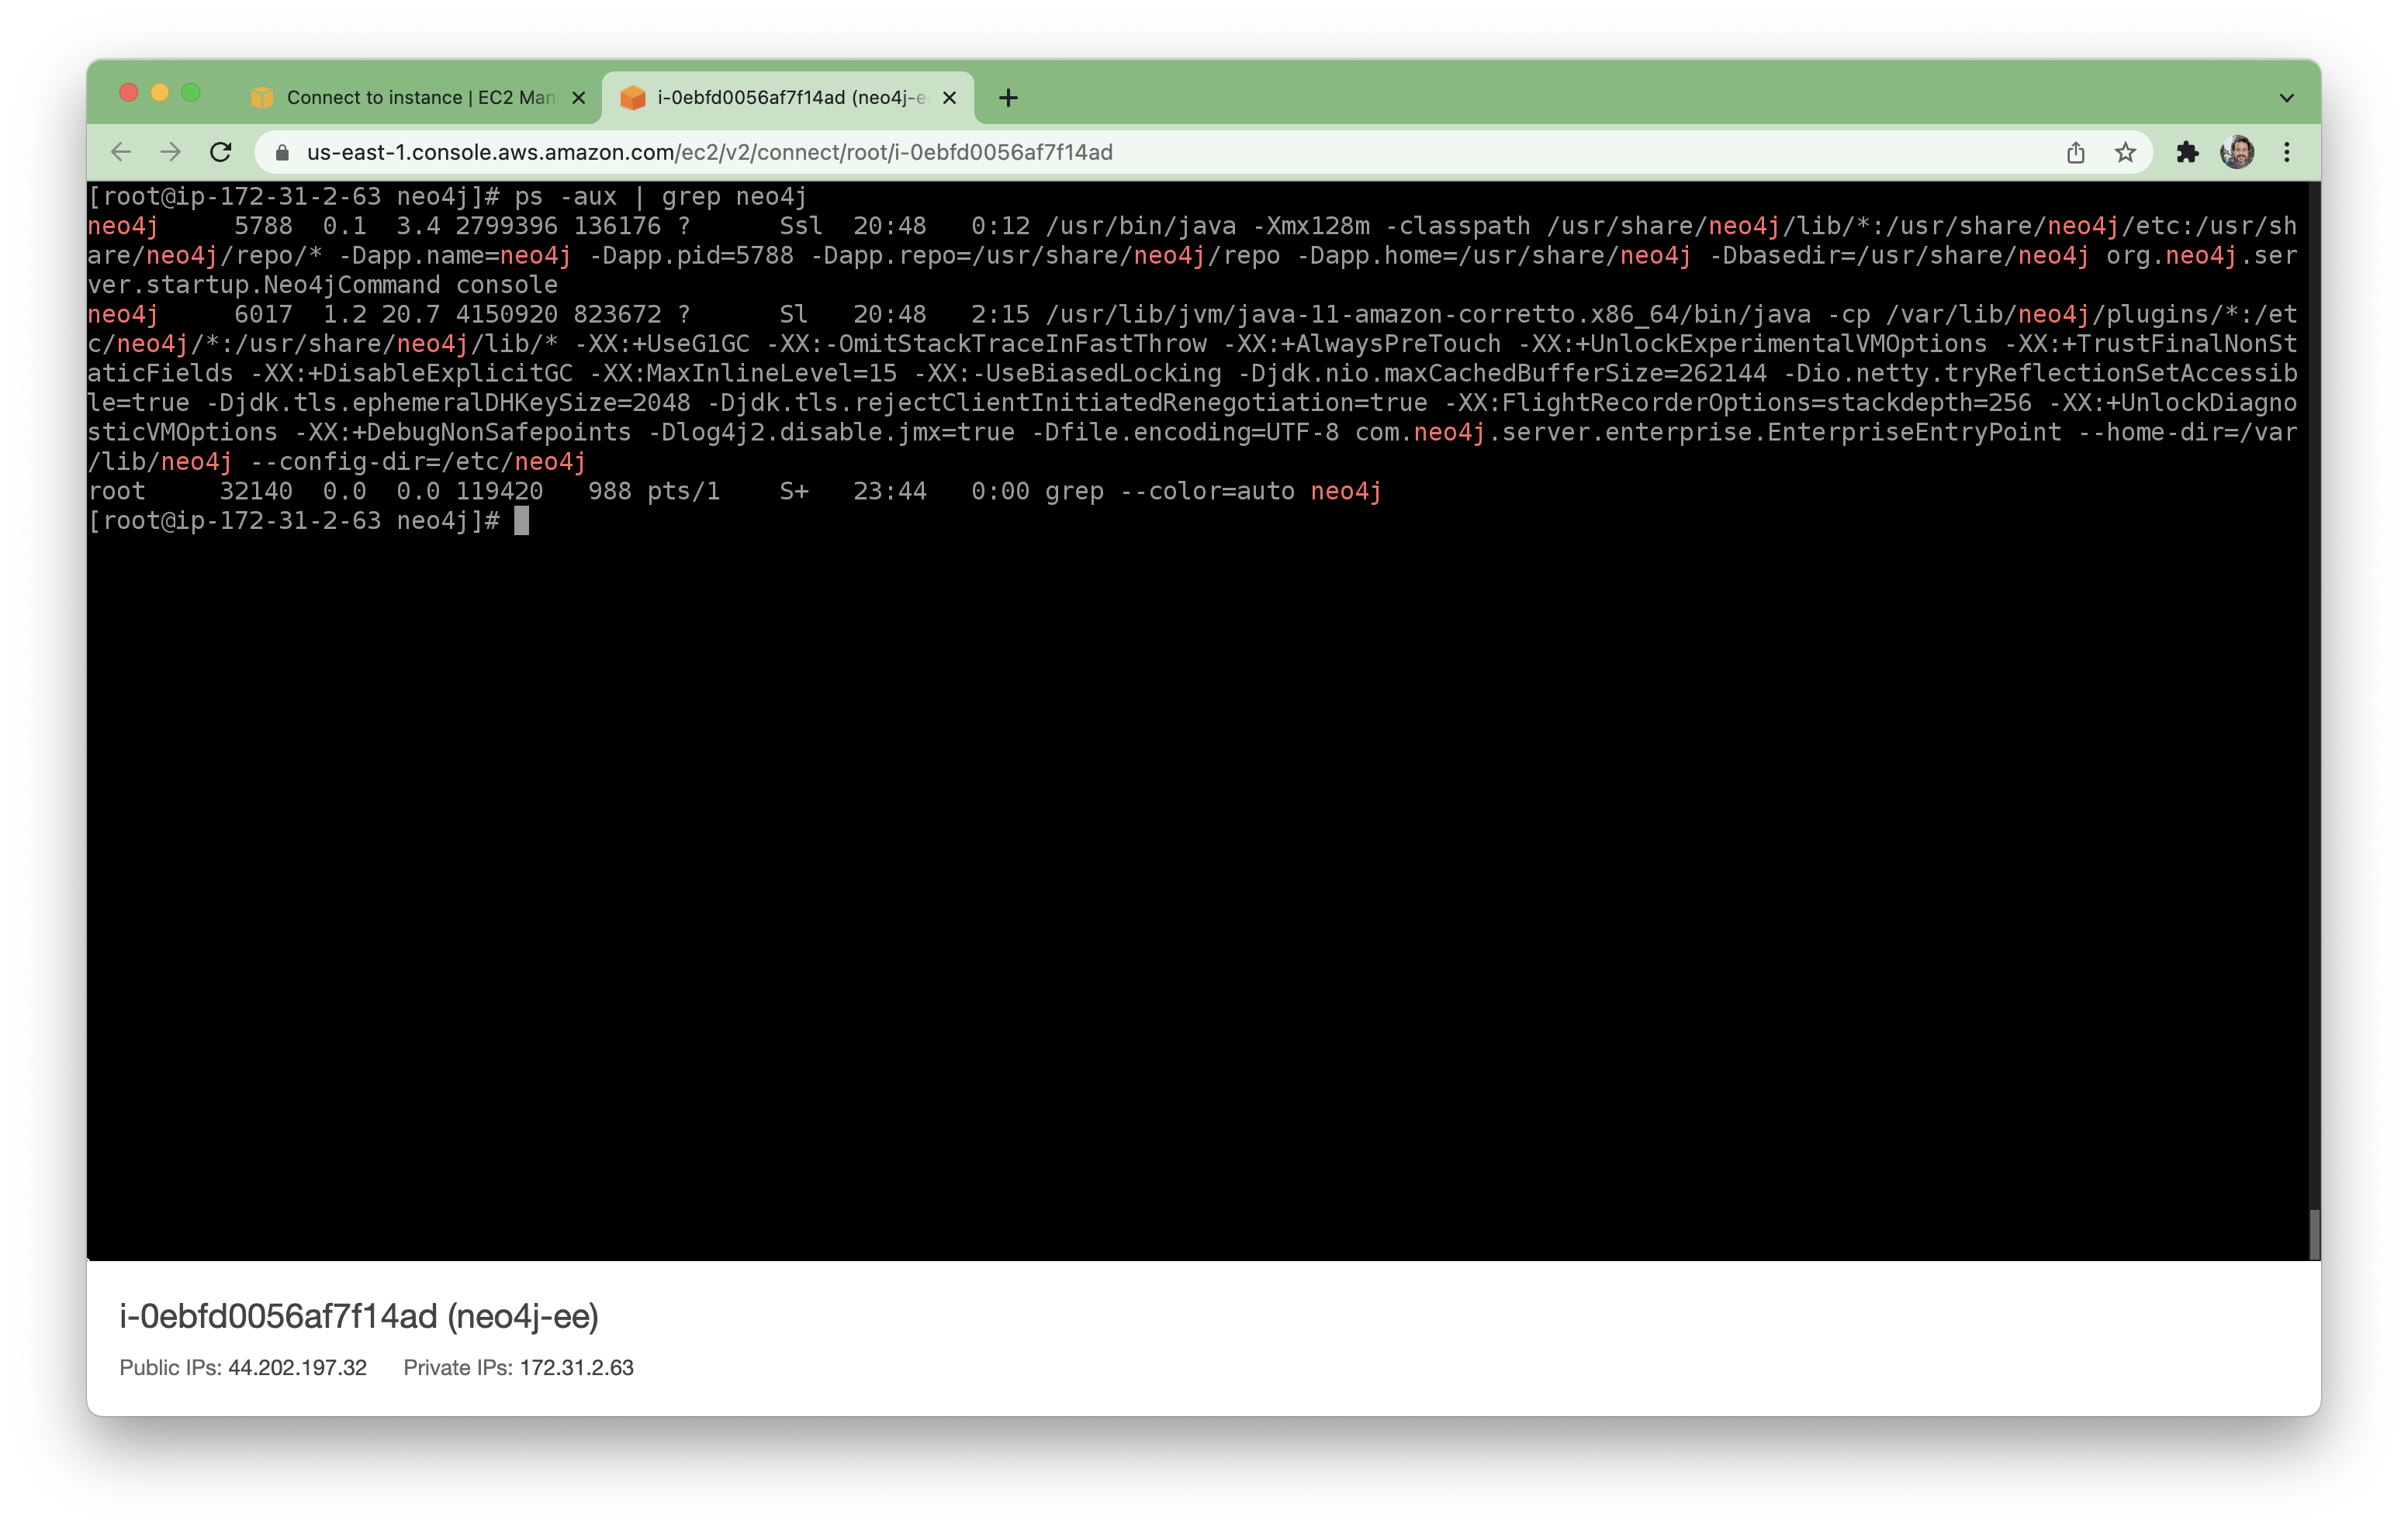 Connect to instance | EC2 Man
i-0ebfd0056af7f14ad (neo4j-e
us-east-1.console.aws.amazon.com/ec2/v2/connect/root/i-0ebfd0056af7f14ad
[root@ip-172-31-2-63 neo4j]# ps -aux | grep neo4j
neo4j     5788  0.1  3.4 2799396 136176 ?      Ssl  20:48   0:12 /usr/bin/java -Xmx128m -classpath /usr/share/neo4j/lib/*:/usr/share/neo4j/etc:/usr/sh
are/neo4j/repo/* -Dapp.name=neo4j -Dapp.pid=5788 -Dapp.repo=/usr/share/neo4j/repo -Dapp.home=/usr/share/neo4j -Dbasedir=/usr/share/neo4j org.neo4j.ser
ver.startup.Neo4jCommand console
neo4j     6017  1.2 20.7 4150920 823672 ?      Sl   20:48   2:15 /usr/lib/jvm/java-11-amazon-corretto.x86_64/bin/java -cp /var/lib/neo4j/plugins/*:/et
c/neo4j/*:/usr/share/neo4j/lib/* -XX:+UseG1GC -XX:-OmitStackTraceInFastThrow -XX:+AlwaysPreTouch -XX:+UnlockExperimentalVMOptions -XX:+TrustFinalNonSt
aticFields -XX:+DisableExplicitGC -XX:MaxInlineLevel=15 -XX:-UseBiasedLocking -Djdk.nio.maxCachedBufferSize=262144 -Dio.netty.tryReflectionSetAccessib
le=true -Djdk.tls.ephemeralDHKeySize=2048 -Djdk.tls.rejectClientInitiatedRenegotiation=true -XX:FlightRecorderOptions=stackdepth=256 -XX:+UnlockDiagno
sticVMOptions -XX:+DebugNonSafepoints -Dlog4j2.disable.jmx=true -Dfile.encoding=UTF-8 com.neo4j.server.enterprise.EnterpriseEntryPoint --home-dir=/var
/lib/neo4j --config-dir=/etc/neo4j
root     32140  0.0  0.0 119420   988 pts/1    S+   23:44   0:00 grep --color=auto neo4j
[root@ip-172-31-2-63 neo4j]#
i-0ebfd0056af7f14ad (neo4j-ee)
Public IPs: 44.202.197.32 Private IPs: 172.31.2.63